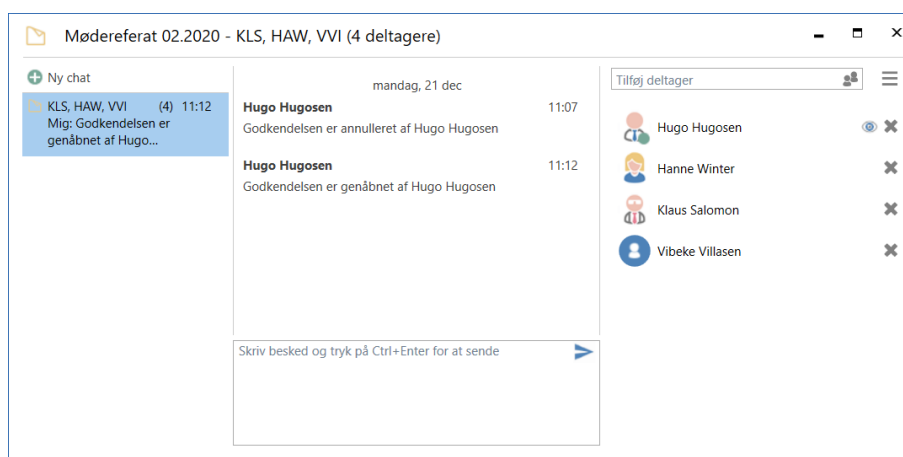 Mødereferat 02.2020 - KLS, HAW, VVI (4 deltagere)
Ny chat
KLS, HAW, VVI (4) 11:12
Mig: Godkendelsen er
genåbnet af Hugo...
mandag, 21 dec
Hugo Hugosen 11:07
Godkendelsen er annulleret af Hugo Hugosen
Hugo Hugosen 11:12
Godkendelsen er genåbnet af Hugo Hugosen
Skriv besked og tryk på Ctrl+Enter for at sende
Tilføj deltager
Hugo Hugosen
Hanne Winter
Klaus Salomon
Vibeke Villasen